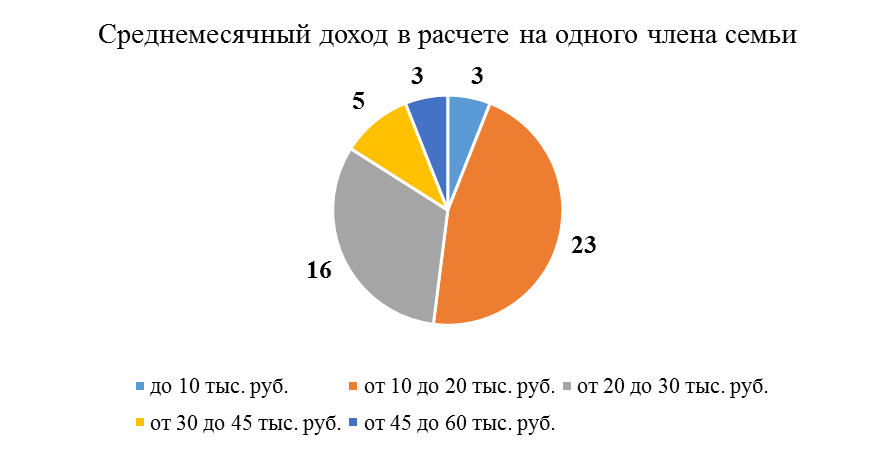 Среднемесячный доход в расчете на одного члена семьи
3 3
5
23
16
до 10 тыс. руб. от 10 до 20 тыс. руб. от 20 до 30 тыс. руб.
от 30 до 45 тыс. руб. от 45 до 60 тыс. руб.